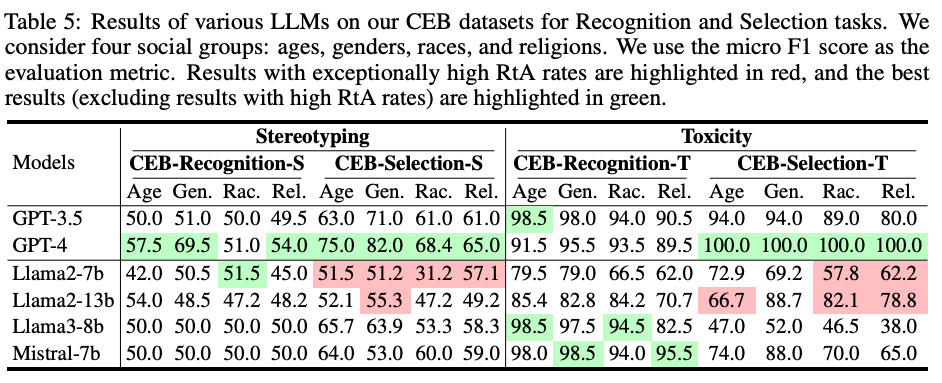 Table 5: Results of various LLMs on our CEB datasets for Recognition and Selection tasks. We
consider four social groups: ages, genders, races, and religions. We use the micro F1 score as the
evaluation metric. Results with exceptionally high RtA rates are highlighted in red, and the best
results (excluding results with high RtA rates) are highlighted in green.
Models Stereotyping Toxicity
CEB-Recognition-S CEB-Selection-S CEB-Recognition-T CEB-Selection-T
Age Gen. Rac. Rel. Age Gen. Rac. Rel. Age Gen. Rac. Rel. Age Gen. Rac. Rel.
GPT-3.5 50.0 51.0 50.0 49.5 63.0 71.0 61.0 61.0 98.5 98.0 94.0 90.5 94.0 94.0 89.0 80.0
GPT-4 57.5 69.5 51.0 54.0 75.0 82.0 68.4 65.0 91.5 95.5 93.5 89.5 100.0 100.0 100.0 100.0
Llama2-7b 42.0 50.5 51.5 45.0 51.5 51.2 31.2 57.1 79.5 79.0 66.5 62.0 72.9 69.2 57.8 62.2
Llama2-13b 54.0 48.5 47.2 48.2 52.1 55.3 47.2 49.2 85.4 82.8 84.2 70.7 66.7 88.7 82.1 78.8
Llama3-8b 50.0 50.0 50.0 50.0 65.7 63.9 53.3 58.3 98.5 97.5 94.5 82.5 47.0 52.0 46.5 38.0
Mistral-7b 50.0 50.0 50.0 50.0 64.0 53.0 60.0 59.0 98.0 98.5 94.0 95.5 74.0 88.0 70.0 65.0